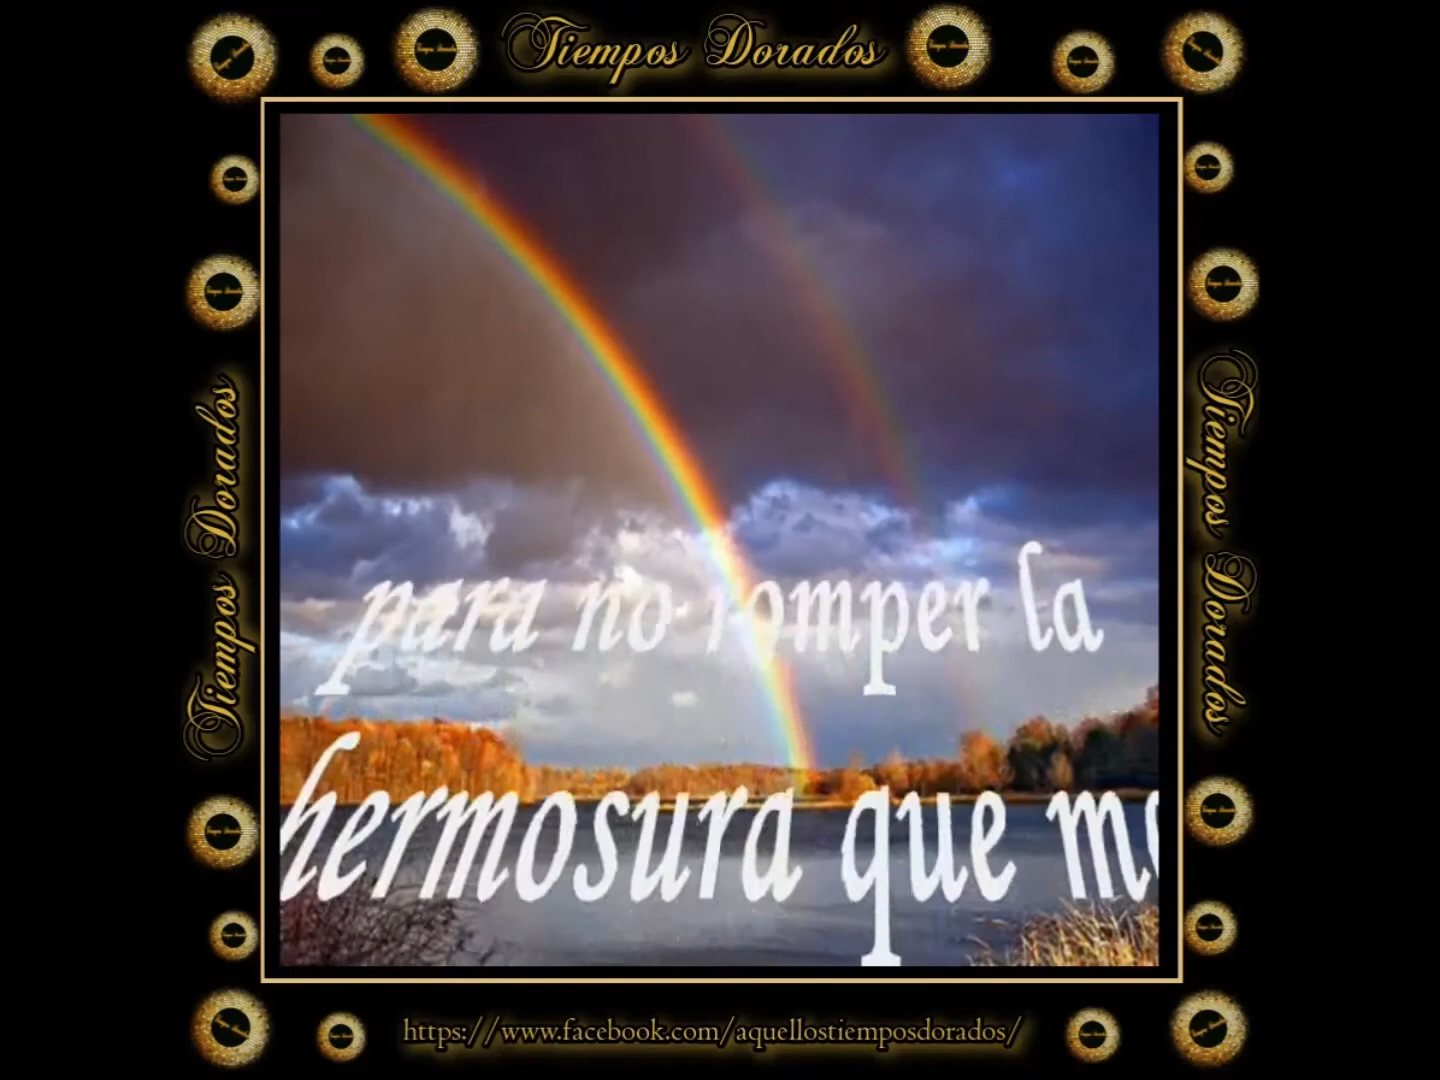 Tiempos Dorados
Tiempos Dorados
Tiempos Dorados
para no romper la
hermosura que
https://www.facebook.com/aquellostiemposdorados/